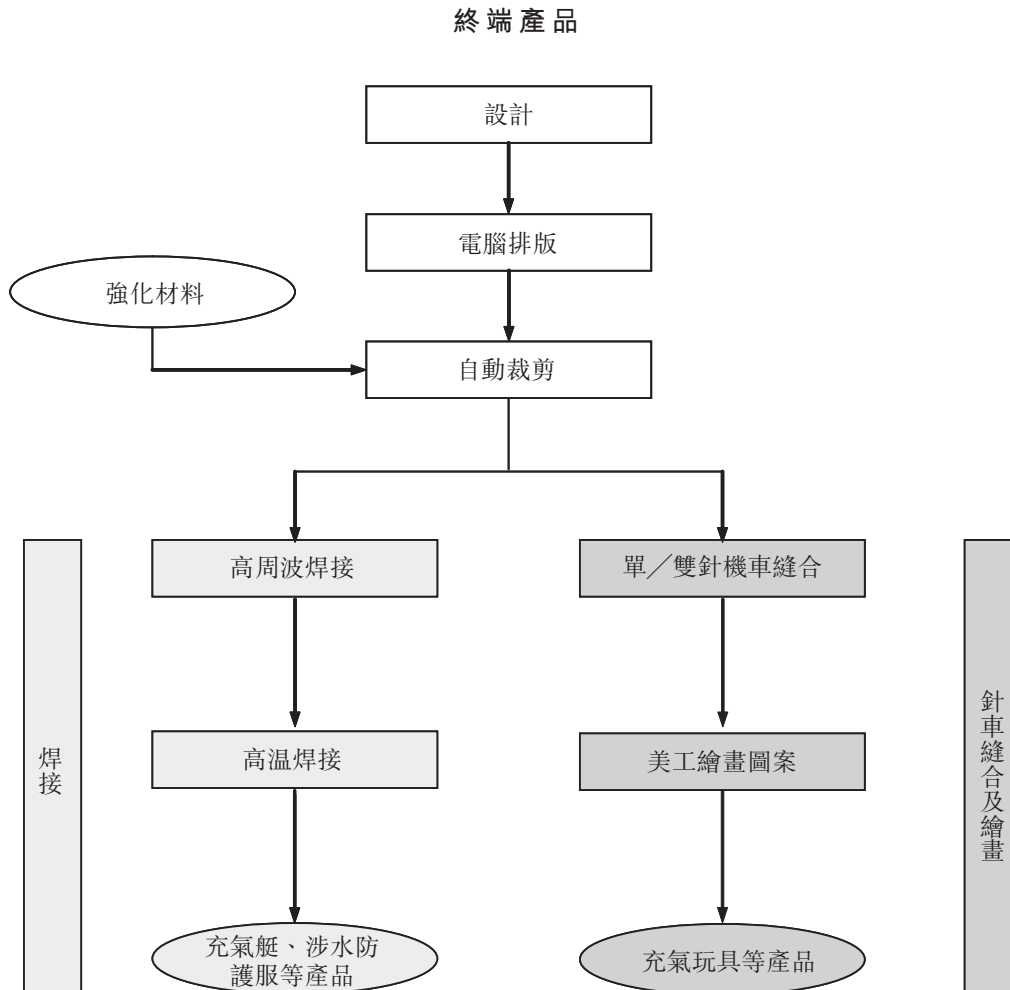 終端產品
設計
電腦排版
強化材料
自動裁剪
高周波焊接
單／雙針機車縫合
焊接
高溫焊接
美工繪畫圖案
針車縫合及繪畫
充氣艇、涉水防
護服等產品
充氣玩具等產品